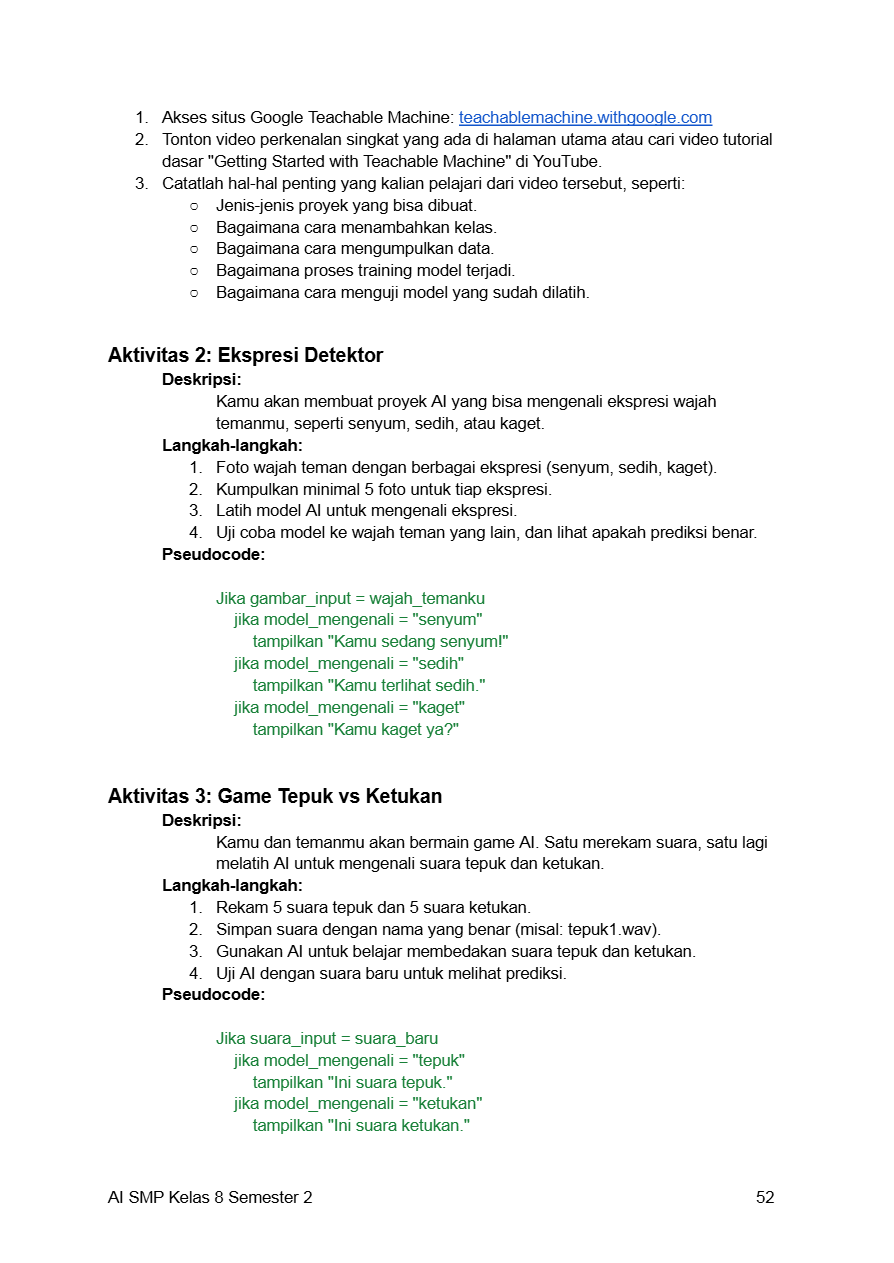 1. Akses situs Google Teachable Machine: teachablemachine.withgoogle.com
2. Tonton video perkenalan singkat yang ada di halaman utama atau cari video tutorial
dasar "Getting Started with Teachable Machine" di YouTube.
3. Catatlah hal-hal penting yang kalian pelajari dari video tersebut, seperti:
○ Jenis-jenis proyek yang bisa dibuat.
○ Bagaimana cara menambahkan kelas.
○ Bagaimana cara mengumpulkan data.
○ Bagaimana proses training model terjadi.
○ Bagaimana cara menguji model yang sudah dilatih.
Aktivitas 2: Ekspresi Detektor
Deskripsi:
Kamu akan membuat proyek AI yang bisa mengenali ekspresi wajah
temanmu, seperti senyum, sedih, atau kaget.
Langkah-langkah:
1. Foto wajah teman dengan berbagai ekspresi (senyum, sedih, kaget).
2. Kumpulkan minimal 5 foto untuk tiap ekspresi.
3. Latih model AI untuk mengenali ekspresi.
4. Uji coba model ke wajah teman yang lain, dan lihat apakah prediksi benar.
Pseudocode:
Jika gambar_input = wajah_temanku
jika model_mengenali = "senyum"
tampilkan "Kamu sedang senyum!"
jika model_mengenali = "sedih"
tampilkan "Kamu terlihat sedih."
jika model_mengenali = "kaget"
tampilkan "Kamu kaget ya?"
Aktivitas 3: Game Tepuk vs Ketukan
Deskripsi:
Kamu dan temanmu akan bermain game AI. Satu merekam suara, satu lagi
melatih AI untuk mengenali suara tepuk dan ketukan.
Langkah-langkah:
1. Rekam 5 suara tepuk dan 5 suara ketukan.
2. Simpan suara dengan nama yang benar (misal: tepuk1.wav).
3. Gunakan AI untuk belajar membedakan suara tepuk dan ketukan.
4. Uji AI dengan suara baru untuk melihat prediksi.
Pseudocode:
Jika suara_input = suara_baru
jika model_mengenali = "tepuk"
tampilkan "Ini suara tepuk."
jika model_mengenali = "ketukan"
tampilkan "Ini suara ketukan."
AI SMP Kelas 8 Semester 2 52